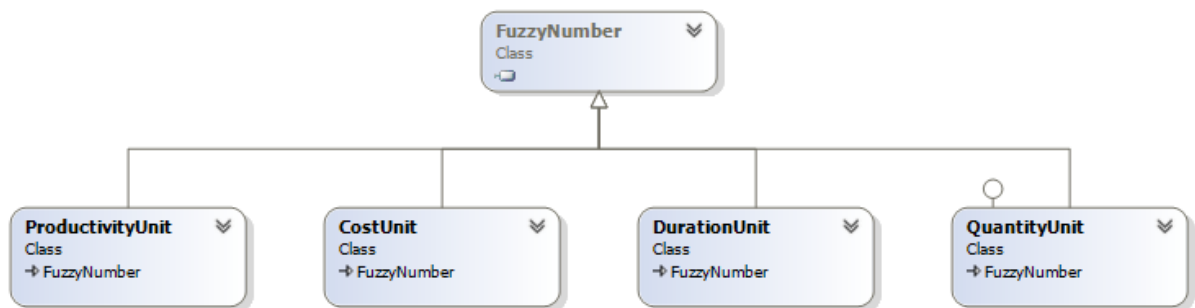 FuzzyNumber
Class
ProductivityUnit
Class
FuzzyNumber
CostUnit
Class
FuzzyNumber
DurationUnit
Class
FuzzyNumber
QuantityUnit
Class
FuzzyNumber